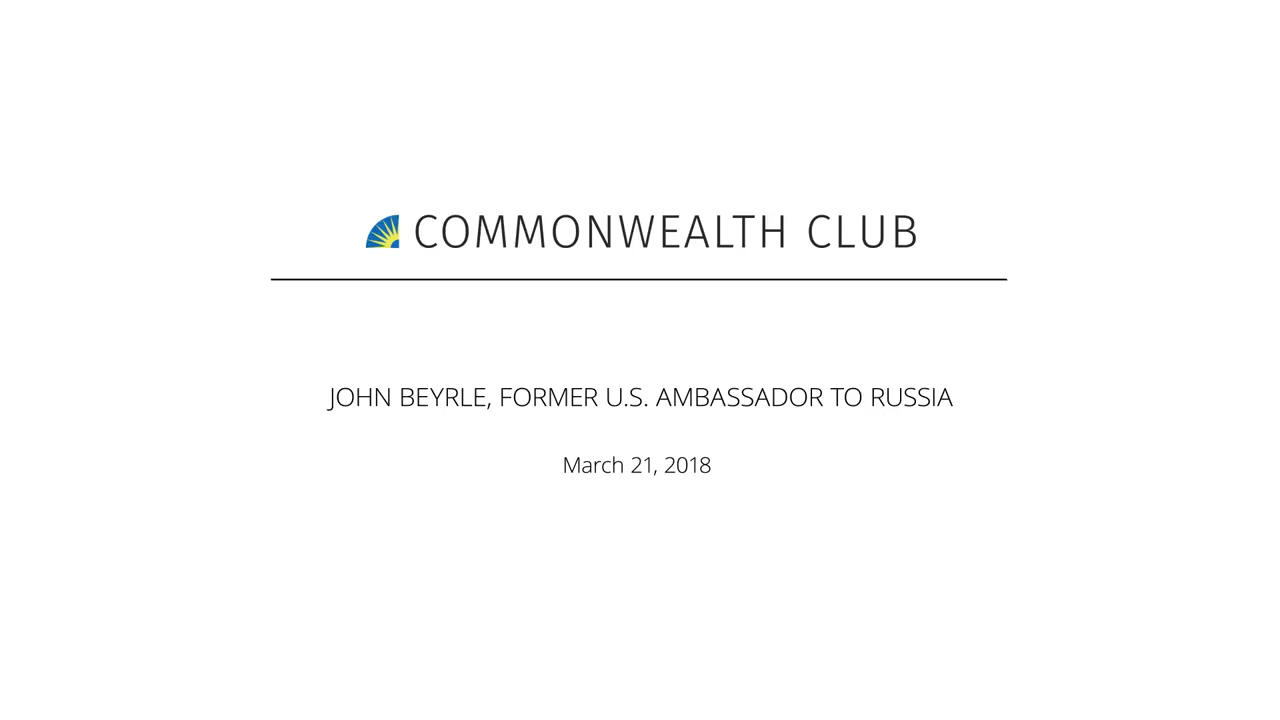 COMMONWEALTH CLUB
JOHN BEYRLE, FORMER U.S. AMBASSADOR TO RUSSIA
March 21, 2018